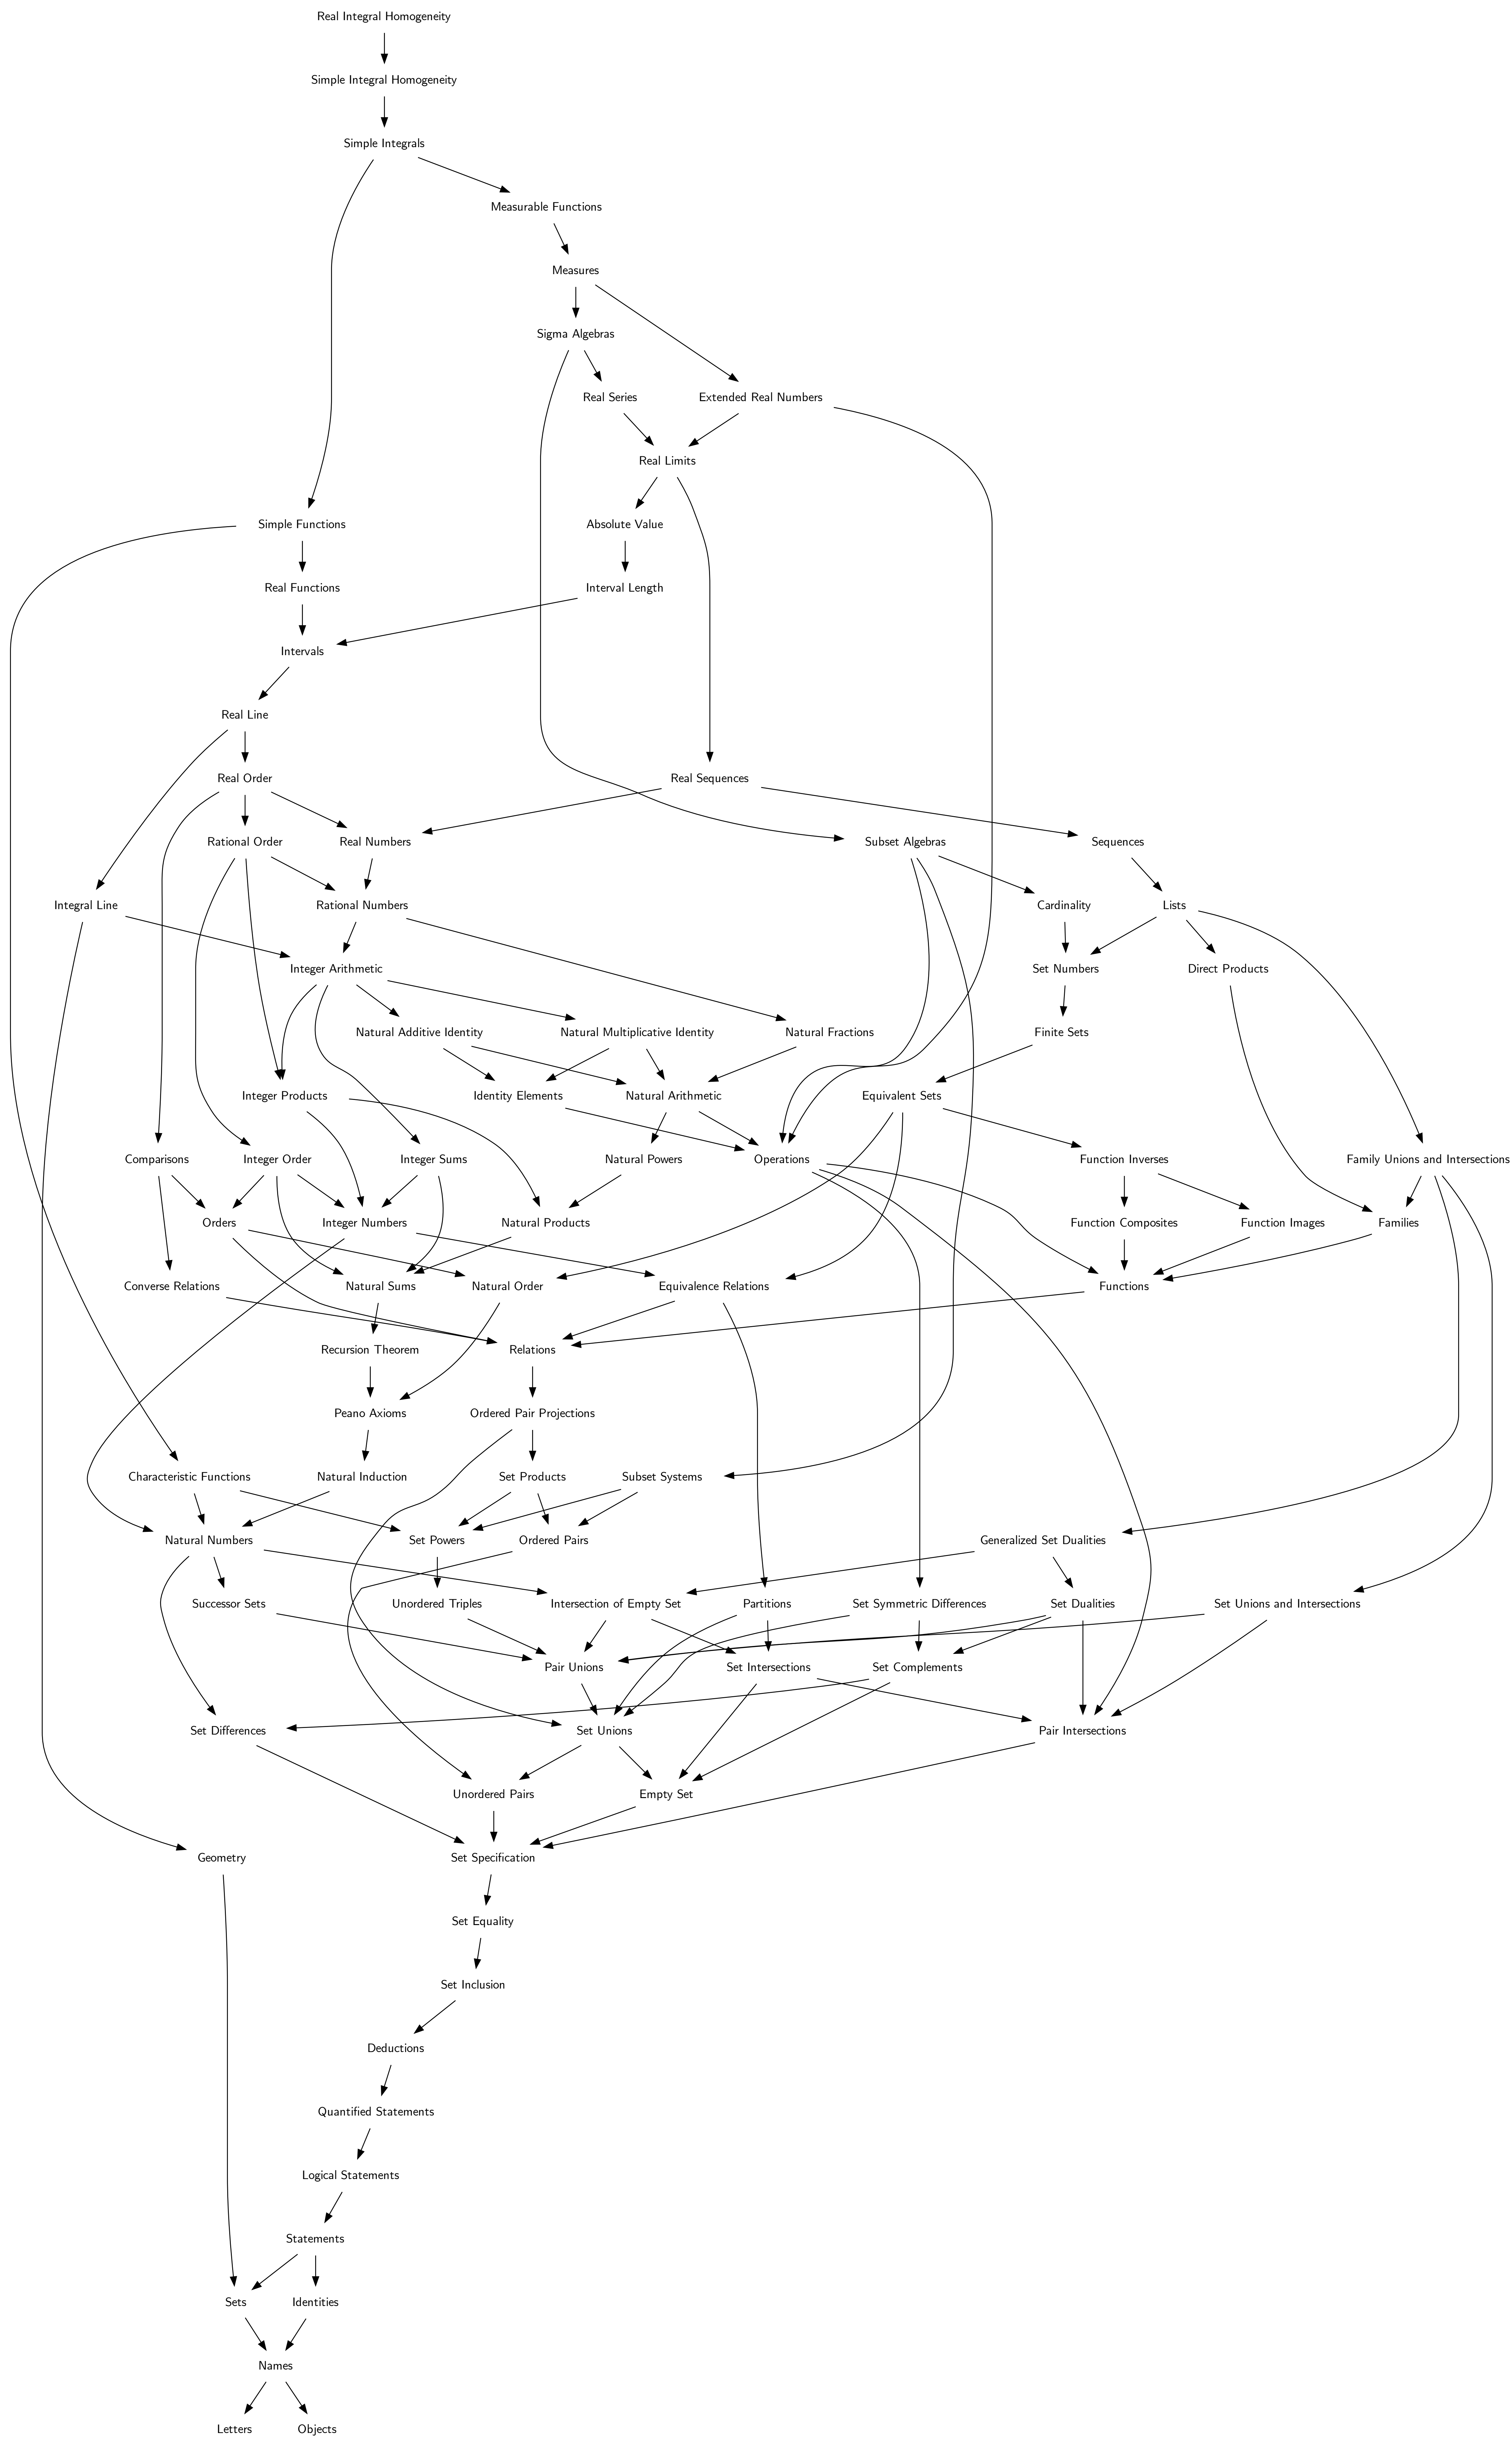 Real Integral Homogeneity
Simple Integral Homogeneity
Simple Integrals
Measurable Functions
Measures
Sigma Algebras
Real Series
Extended Real Numbers
Real Limits
Simple Functions
Absolute Value
Real Functions
Interval Length
Intervals
Real Line
Real Order
Real Sequences
Rational Order
Real Numbers
Subset Algebras
Sequences
Integral Line
Rational Numbers
Cardinality
Lists
Integer Arithmetic
Set Numbers
Direct Products
Natural Additive Identity
Natural Multiplicative Identity
Natural Fractions
Finite Sets
Integer Products
Identity Elements
Natural Arithmetic
Equivalent Sets
Comparisons
Integer Order
Integer Sums
Natural Powers
Operations
Function Inverses
Family Unions and Intersections
Orders
Integer Numbers
Natural Products
Function Composites
Function Images
Families
Converse Relations
Natural Sums
Natural Order
Equivalence Relations
Functions
Recursion Theorem
Relations
Peano Axioms
Ordered Pair Projections
Characteristic Functions
Natural Induction
Set Products
Subset Systems
Natural Numbers
Set Powers
Ordered Pairs
Generalized Set Dualities
Successor Sets
Unordered Triples
Intersection of Empty Set
Partitions
Set Symmetric Differences
Set Dualities
Set Unions and Intersections
Pair Unions
Set Intersections
Set Complements
Set Differences
Set Unions
Pair Intersections
Unordered Pairs
Empty Set
Geometry
Set Specification
Set Equality
Set Inclusion
Deductions
Quantified Statements
Logical Statements
Statements
Sets
Identities
Names
Letters
Objects